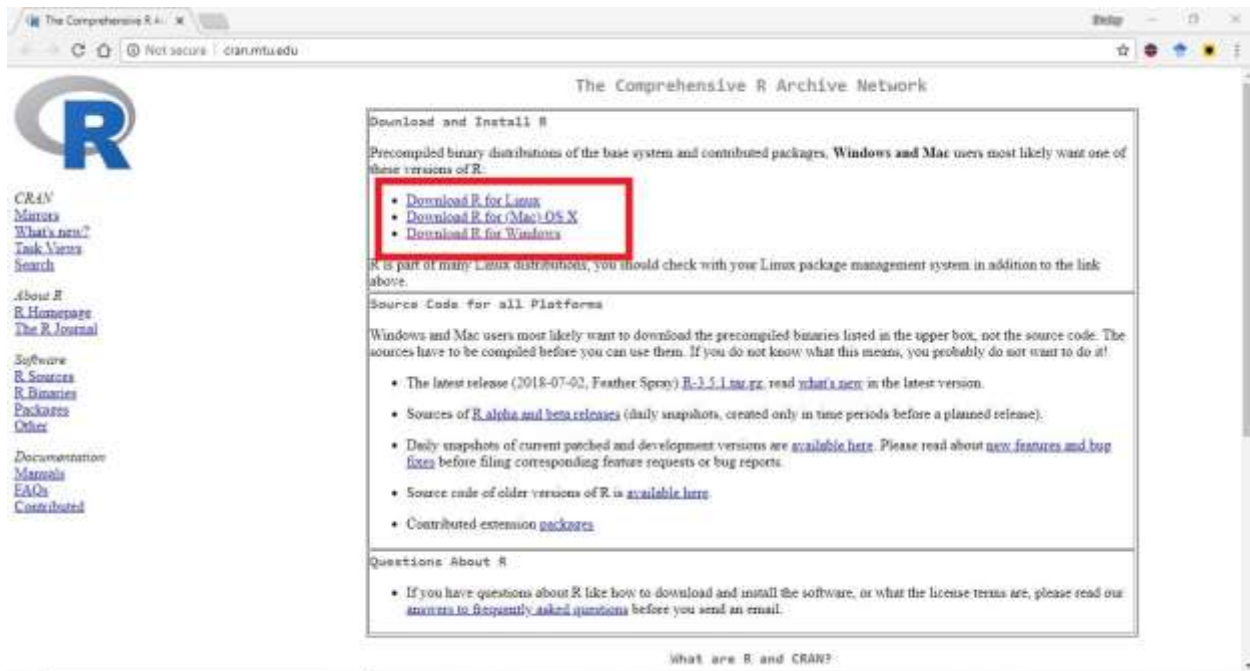 The Comprehensive R A
Not secure cran.mtu.edu
R
CRAN
Mirrors
What's new?
Task Views
Search
About R
R Homepage
The R Journal
Software
R Sources
R Binaries
Packages
Other
Documentation
Manuals
FAQs
Contributed
The Comprehensive R Archive Network
Download and Install R
Precompiled binary distributions of the base system and contributed packages, Windows and Mac users most likely want one of
these versions of R:
• Download R for Linux
• Download R for (Mac) OS X
• Download R for Windows
R is part of many Linux distributions, you should check with your Linux package management system in addition to the link
above.
Source Code for all Platforms
Windows and Mac users most likely want to download the precompiled binaries listed in the upper box, not the source code. The
sources have to be compiled before you can use them. If you do not know what this means, you probably do not want to do it!
• The latest release (2018-07-02, Feather Spray) R-3.5.1.tar.gz, read what's new in the latest version.
• Sources of R alpha and beta releases (daily snapshots, created only in time periods before a planned release).
• Daily snapshots of current patched and development versions are available here. Please read about new features and bug
fixes before filing corresponding feature requests or bug reports.
• Source code of older versions of R is available here.
• Contributed extension packages
Questions About R
• If you have questions about R like how to download and install the software, or what the license terms are, please read our
answers to frequently asked questions before you send an email.
What are R and CRAN?